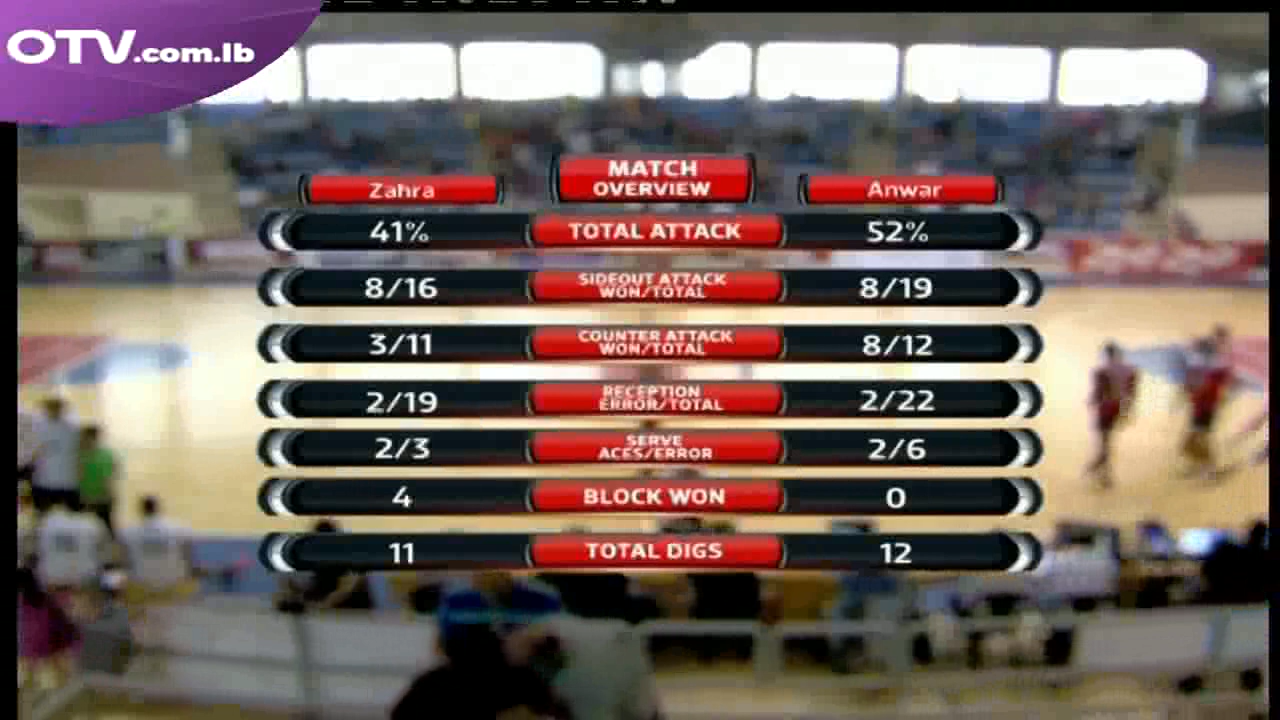 OTV.com.lb
MATCH
OVERVIEW
Zahra
Anwar
41%
TOTAL ATTACK
52%
8/16
SIDEOUT ATTACK
WON/TOTAL
8/19
3/11
COUNTER ATTACK
WON/TOTAL
8/12
2/19
RECEPTION
ERROR/TOTAL
2/22
2/3
SERVE
ACES/ERROR
2/6
4
BLOCK WON
0
11
TOTAL DIGS
12